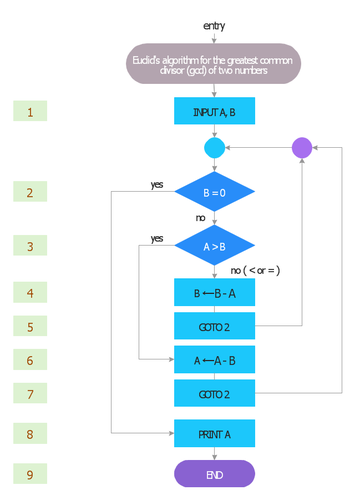 entry
Euclid's algorithm for the greatest common
divisor (gcd) of two numbers
1
INPUT A, B
2
yes
B = 0
no
3
yes
A > B
no ( < or = )
4
B ⟵ B - A
5
GOTO 2
6
A ⟵ A - B
7
GOTO 2
8
PRINT A
9
END